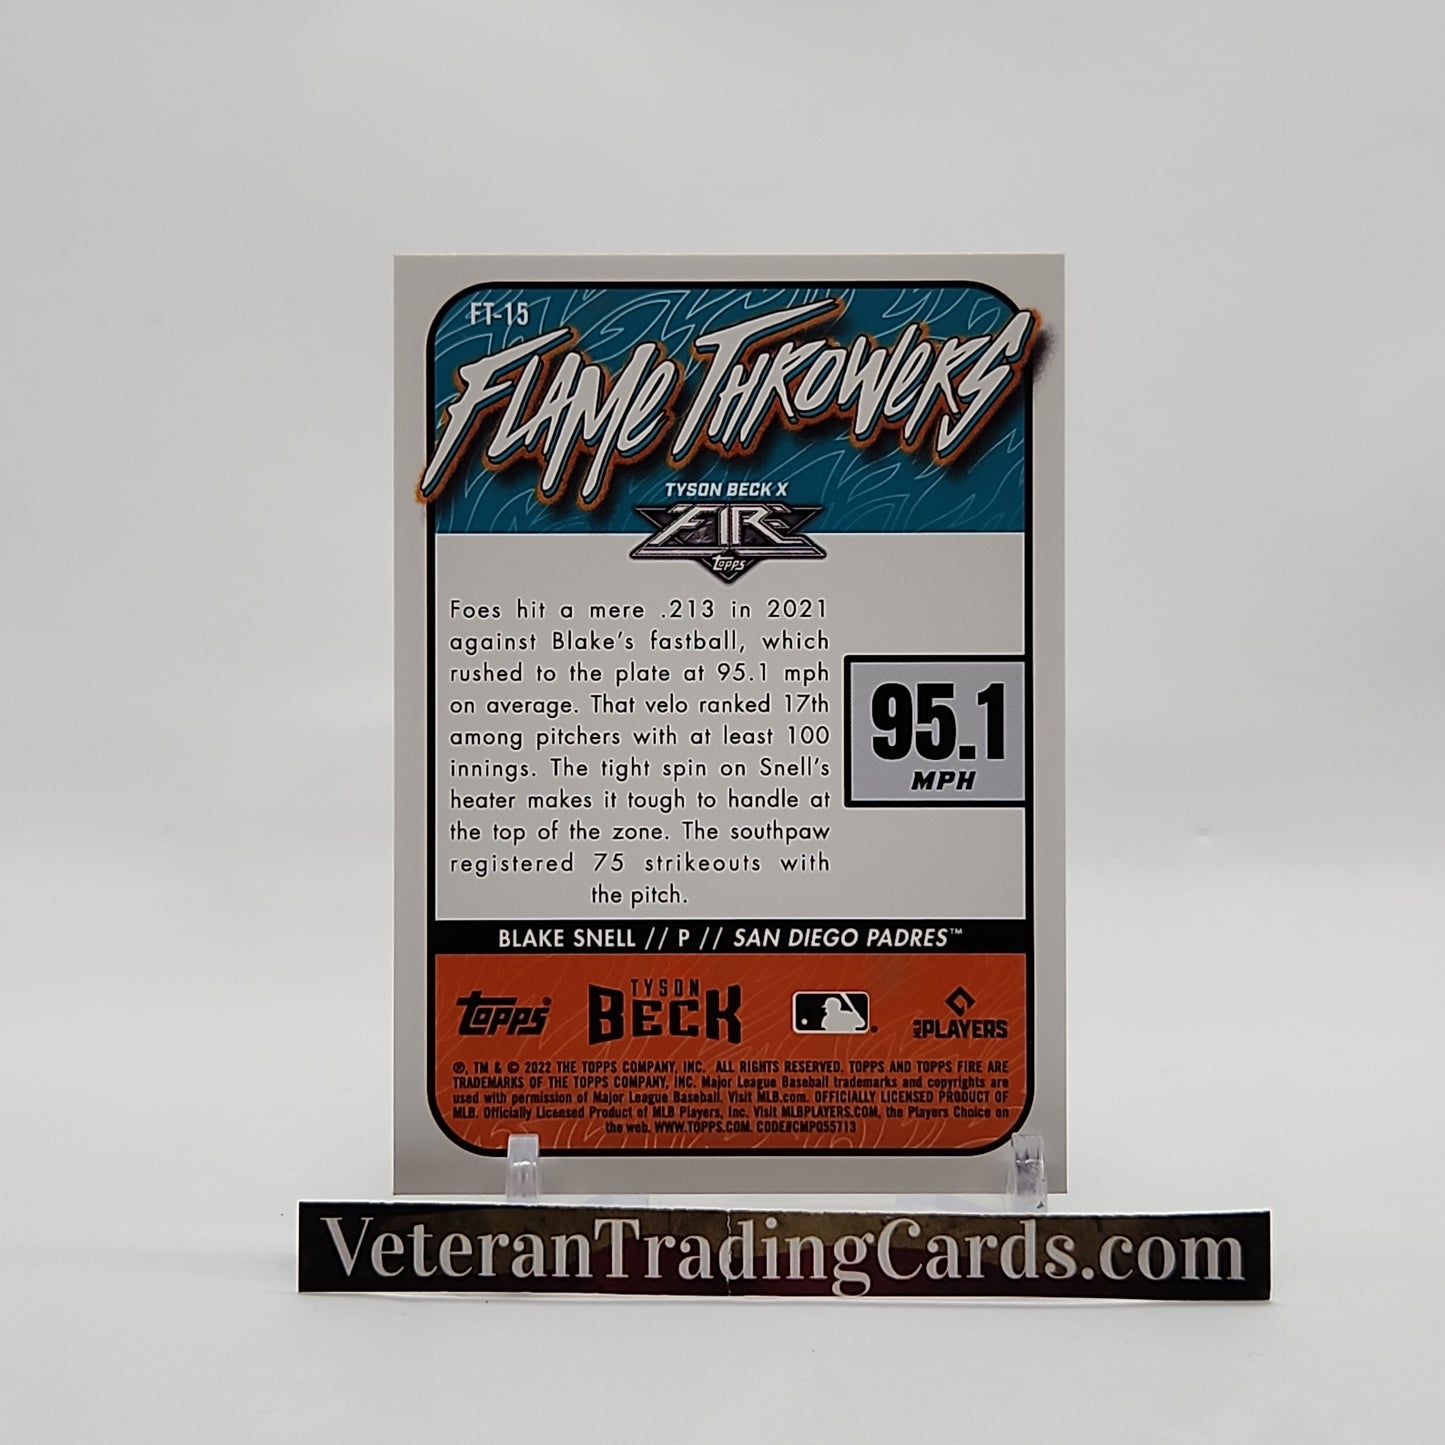 FT-15
FLAME THROWERS
TYSON BECK X
FIRE
topps
Foes hit a mere .213 in 2021
against Blake's fastball, which
rushed to the plate at 95.1 mph
on average. That velo ranked 17th
among pitchers with at least 100
innings. The tight spin on Snell's
heater makes it tough to handle at
the top of the zone. The southpaw
registered 75 strikeouts with
the pitch.
95.1
MPH
BLAKE SNELL // P // SAN DIEGO PADRES™
topps®
TYSON
BECK
®
MLB PLAYERS
®, TM & © 2022 THE TOPPS COMPANY, INC. ALL RIGHTS RESERVED. TOPPS AND TOPPS FIRE ARE
TRADEMARKS OF THE TOPPS COMPANY, INC. Major League Baseball trademarks and copyrights are
used with permission of Major League Baseball. Visit MLB.com. OFFICIALLY LICENSED PRODUCT OF
MLB. Officially Licensed Product of MLB Players, Inc. Visit MLBPLAYERS.COM, the Players Choice on
the web. WWW.TOPPS.COM. CODE#CMP055713
VeteranTradingCards.com